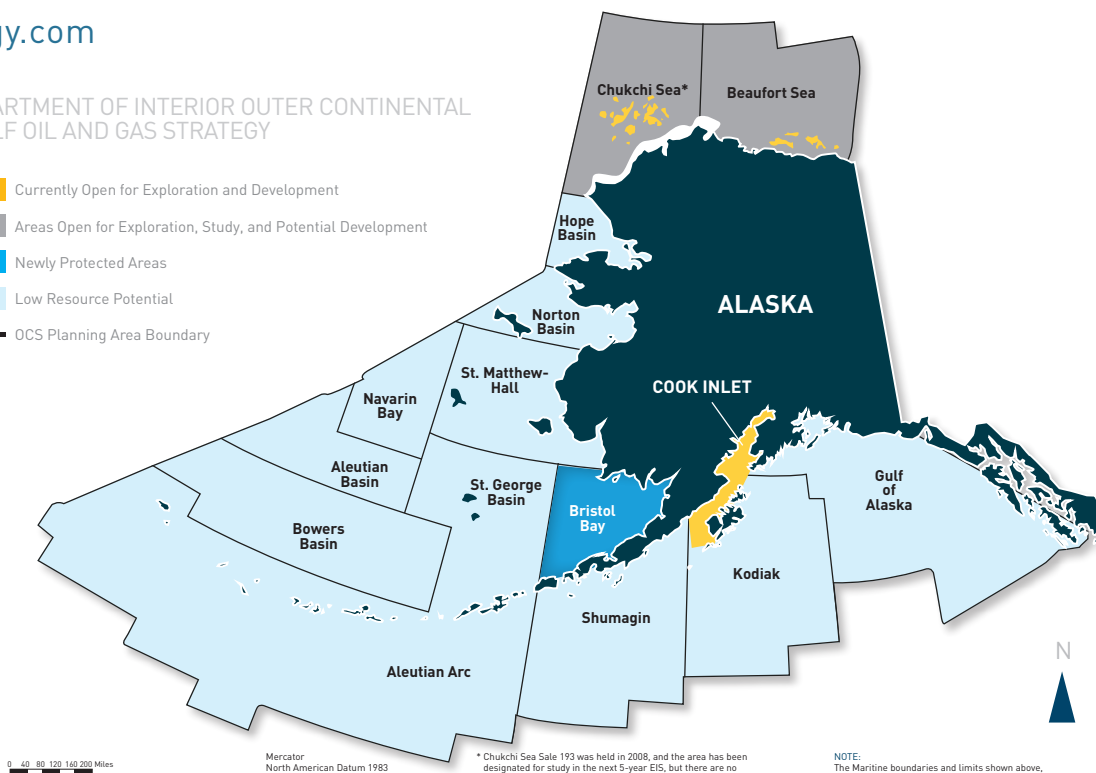 gy.com
ARTMENT OF INTERIOR OUTER CONTINENTAL
LF OIL AND GAS STRATEGY
Currently Open for Exploration and Development
Areas Open for Exploration, Study, and Potential Development
Newly Protected Areas
Low Resource Potential
OCS Planning Area Boundary
Chukchi Sea*
Beaufort Sea
Hope
Basin
ALASKA
Norton
Basin
St. Matthew-
Hall
COOK INLET
Navarin
Bay
Aleutian
Basin
St. George
Basin
Gulf
of
Alaska
Bristol
Bay
Bowers
Basin
Kodiak
Shumagin
Aleutian Arc
N
0 40 80 120 160 200 Miles
Mercator
North American Datum 1983
* Chukchi Sea Sale 193 was held in 2008, and the area has been
designated for study in the next 5-year EIS, but there are no
NOTE:
The Maritime boundaries and limits shown above,